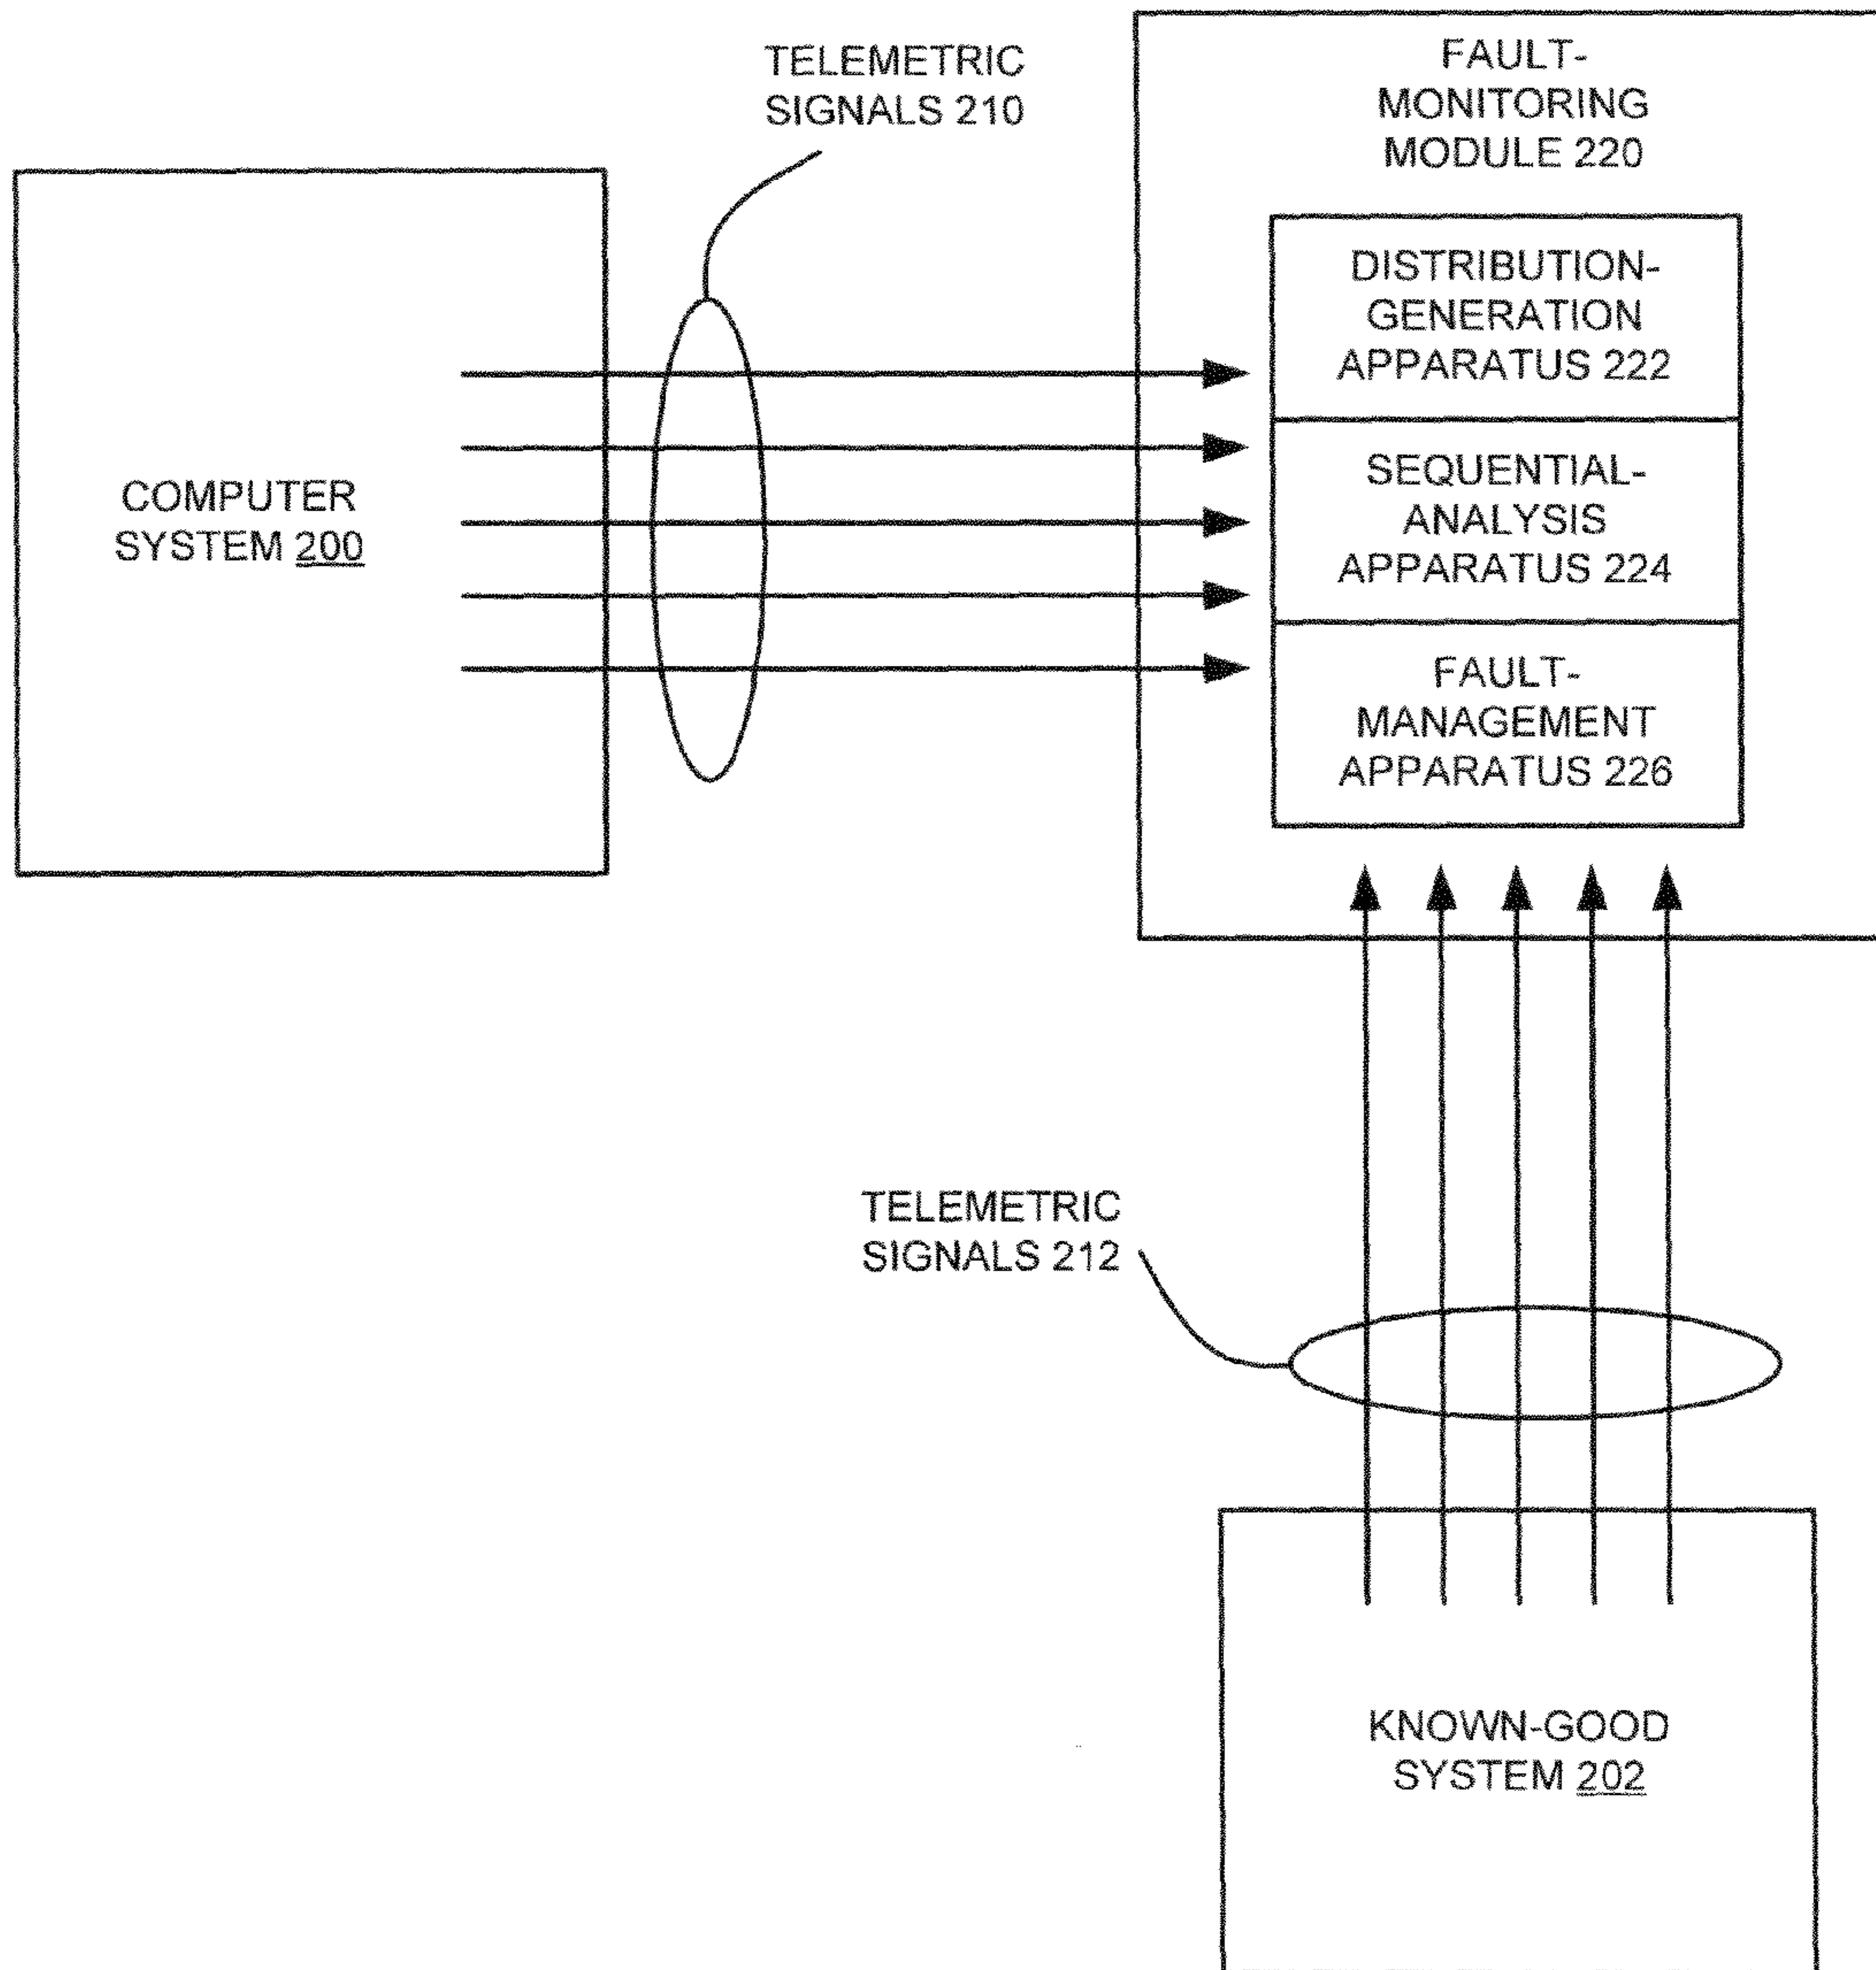 TELEMETRIC
SIGNALS 210
FAULT-
MONITORING
MODULE 220
DISTRIBUTION-
GENERATION
APPARATUS 222
COMPUTER
SYSTEM 200
SEQUENTIAL-
ANALYSIS
APPARATUS 224
FAULT-
MANAGEMENT
APPARATUS 226
TELEMETRIC
SIGNALS 212
KNOWN-GOOD
SYSTEM 202